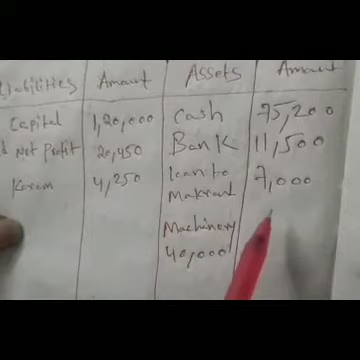 Liabilities Amount Assets Amount
Capital 1,20,000 Cash 75,200
d Net Profit 20,450 Bank 11,500
Karam 4,250 loan to 7,000
Makrand
Machinery
40,000